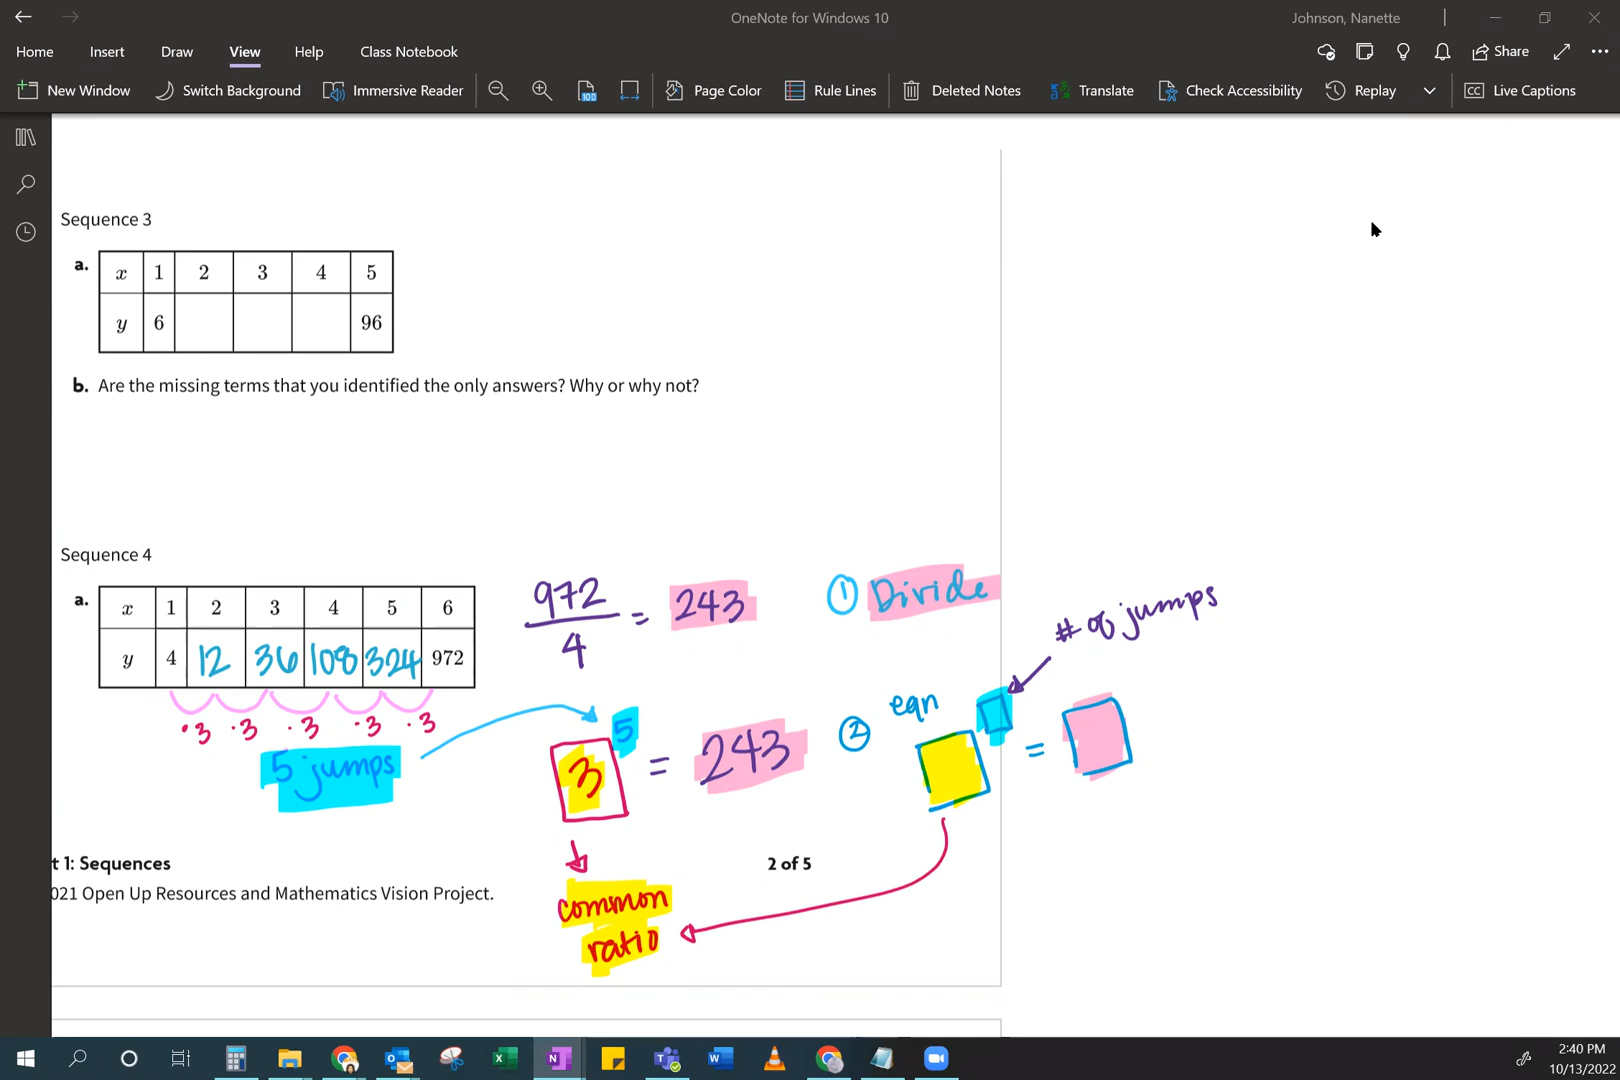 OneNote for Windows 10
Johnson, Nanette
Home Insert Draw View Help Class Notebook
Share
New Window Switch Background Immersive Reader 100 Page Color Rule Lines Deleted Notes Translate Check Accessibility Replay CC Live Captions
Sequence 3
a.
x 1 2 3 4 5
y 6 96
b. Are the missing terms that you identified the only answers? Why or why not?
Sequence 4
a.
x 1 2 3 4 5 6
y 4 12 36 108 324 972
·3 ·3 ·3 ·3 ·3
5 jumps
972/4 = 243
3^5 = 243
common
ratio
① Divide
# of jumps
② eqn
□^□ = □
t 1: Sequences
2 of 5
021 Open Up Resources and Mathematics Vision Project.
2:40 PM
10/13/2022